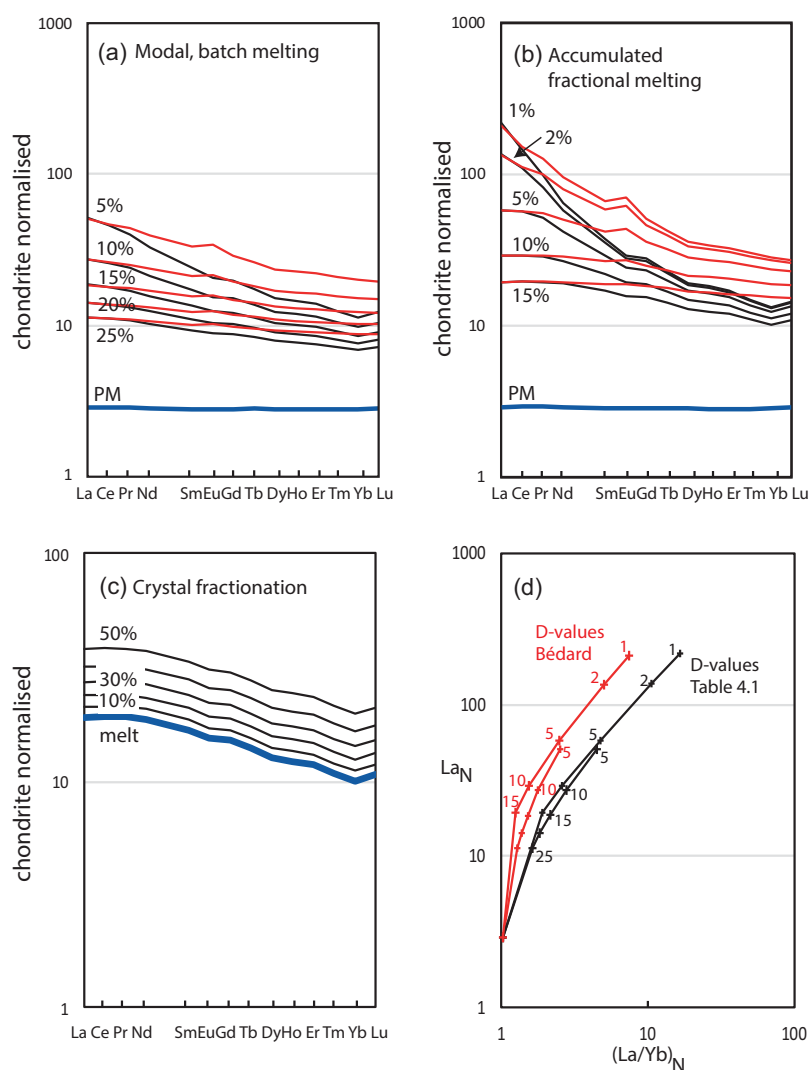 (a) Modal, batch melting
1000
100
10
1
chondrite normalised
5%
10%
15%
20%
25%
PM
La Ce Pr Nd SmEuGd Tb DyHo Er Tm Yb Lu
(b) Accumulated
fractional melting
1000
100
10
1
chondrite normalised
1%
2%
5%
10%
15%
PM
La Ce Pr Nd SmEuGd Tb DyHo Er Tm Yb Lu
(c) Crystal fractionation
100
10
1
chondrite normalised
50%
30%
10%
melt
La Ce Pr Nd SmEuGd Tb DyHo Er Tm Yb Lu
(d)
1000
100
10
1
LaN
D-values
Bédard
D-values
Table 4.1
1
1
2
2
5
5
5
5
10
10
10
15
15
25
1 10 100
(La/Yb)N